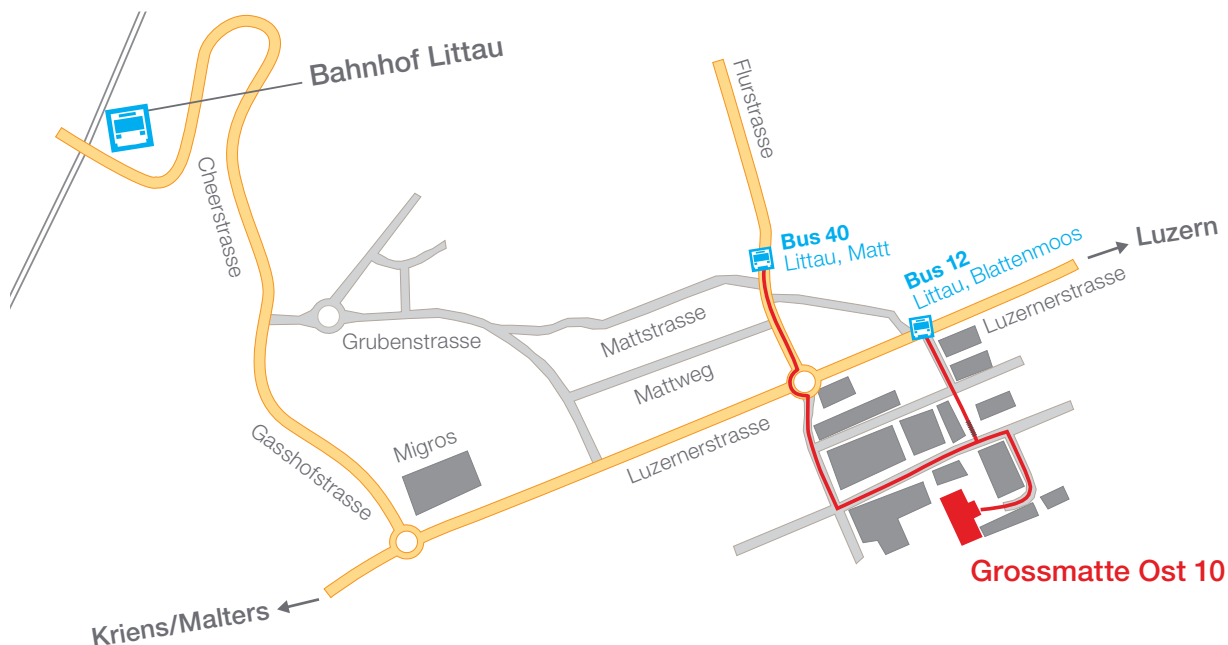 Bahnhof Littau
Flurstrasse
Cheerstrasse
Bus 40
Littau, Matt
Luzern
Bus 12
Littau, Blattenmoos
Luzernerstrasse
Grubenstrasse
Mattstrasse
Mattweg
Gasshofstrasse
Migros
Luzernerstrasse
Grossmatte Ost 10
Kriens/Malters